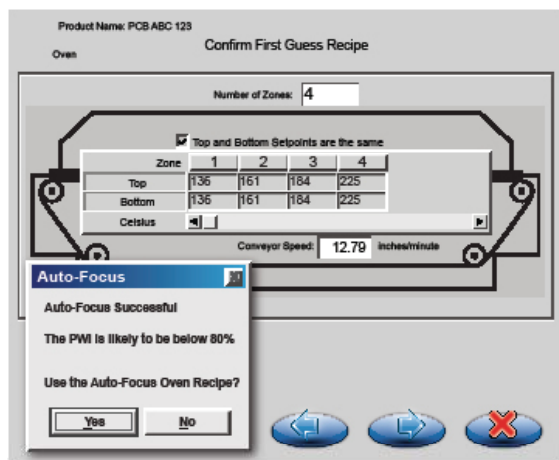 Product Name: PCB ABC 123
Oven
Confirm First Guess Recipe
Number of Zones: 4
Top and Bottom Setpoints are the same
Zone 1 2 3 4
Top 136 161 184 225
Bottom 136 161 184 225
Celsius
Conveyor Speed: 12.79 inches/minute
Auto-Focus
Auto-Focus Successful
The PWI is likely to be below 80%
Use the Auto-Focus Oven Recipe?
Yes No